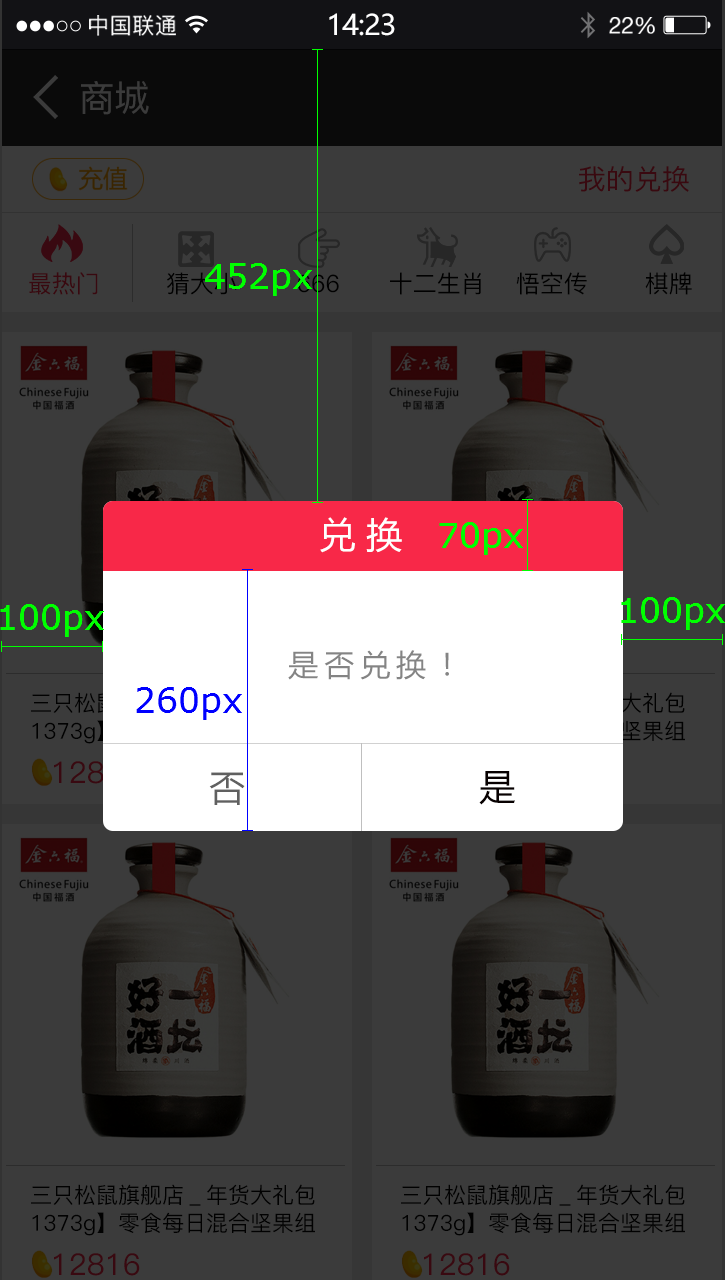 中国联通 14:23 22%
商城
充值 我的兑换
452px
最热门 猜大小 666 十二生肖 悟空传 棋牌
金六福 金六福
Chinese Fujiu Chinese Fujiu
中国福酒 中国福酒
兑换 70px
100px 100px
是否兑换！
260px
三只松鼠 大礼包
1373g】 坚果组
128
否 是
金六福 金六福
Chinese Fujiu Chinese Fujiu
中国福酒 中国福酒
金六福 金六福
好一 好一
酒坛 酒坛
三只松鼠旗舰店 _ 年货大礼包 三只松鼠旗舰店 _ 年货大礼包
1373g】零食每日混合坚果组 1373g】零食每日混合坚果组
12816 12816